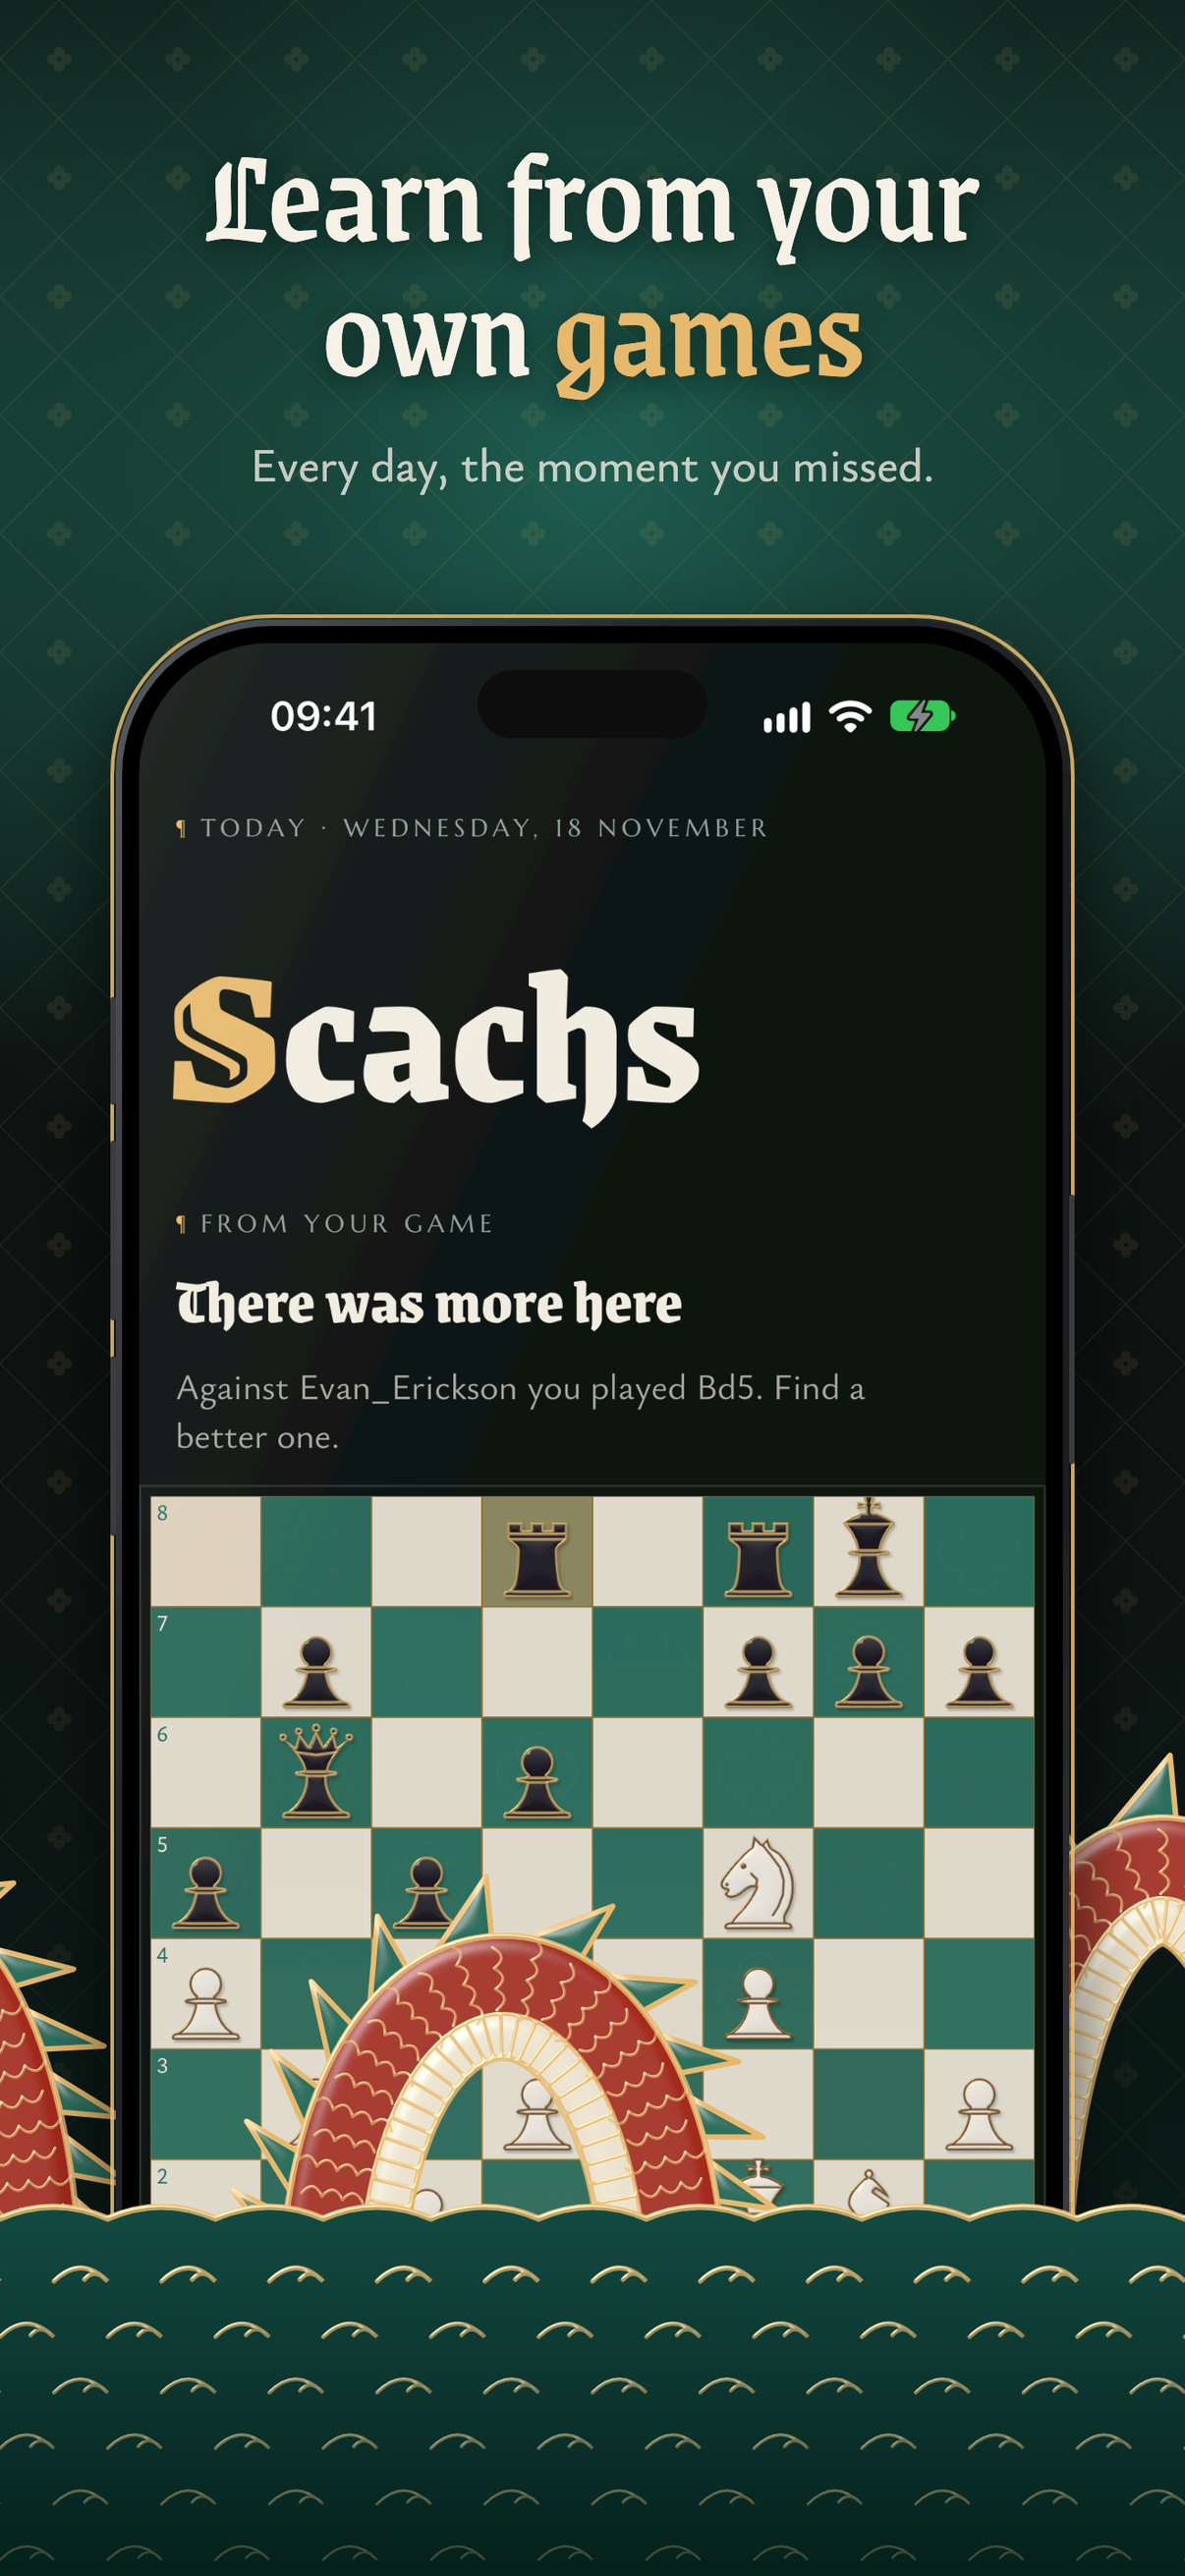 Learn from your
own games
Every day, the moment you missed.
09:41
¶ TODAY · WEDNESDAY, 18 NOVEMBER
Scachs
¶ FROM YOUR GAME
There was more here
Against Evan_Erickson you played Bd5. Find a
better one.
8
7
6
5
4
3
2